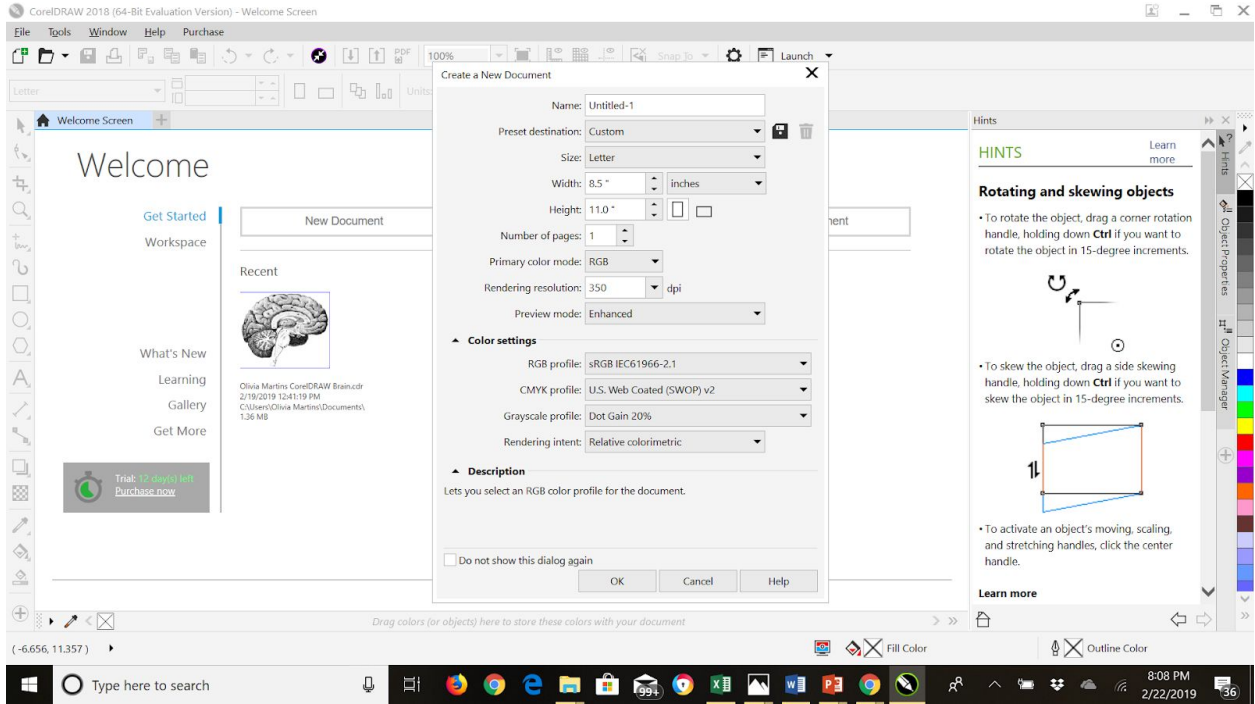 CorelDRAW 2018 (64-Bit Evaluation Version) - Welcome Screen
File Tools Window Help Purchase
PDF 100% Snap To Launch
Letter Units:
Create a New Document
Name: Untitled-1
Preset destination: Custom
Size: Letter
Width: 8.5 " inches
Height: 11.0 "
Number of pages: 1
Primary color mode: RGB
Rendering resolution: 350 dpi
Preview mode: Enhanced
Color settings
RGB profile: sRGB IEC61966-2.1
CMYK profile: U.S. Web Coated (SWOP) v2
Grayscale profile: Dot Gain 20%
Rendering intent: Relative colorimetric
Description
Lets you select an RGB color profile for the document.
Do not show this dialog again
OK Cancel Help
Welcome Screen
Welcome
Get Started
Workspace
What's New
Learning
Gallery
Get More
Trial: 12 day(s) left
Purchase now
New Document
Recent
Olivia Martins CorelDRAW Brain.cdr
2/19/2019 12:41:19 PM
C:\Users\Olivia Martins\Documents\
1.36 MB
Hints
HINTS
Learn
more
Rotating and skewing objects
• To rotate the object, drag a corner rotation
handle, holding down Ctrl if you want to
rotate the object in 15-degree increments.
• To skew the object, drag a side skewing
handle, holding down Ctrl if you want to
skew the object in 15-degree increments.
• To activate an object's moving, scaling,
and stretching handles, click the center
handle.
Learn more
Hints
Object Properties
Object Manager
Drag colors (or objects) here to store these colors with your document
( -6.656, 11.357 ) Fill Color Outline Color
Type here to search
99+
8:08 PM
2/22/2019
36